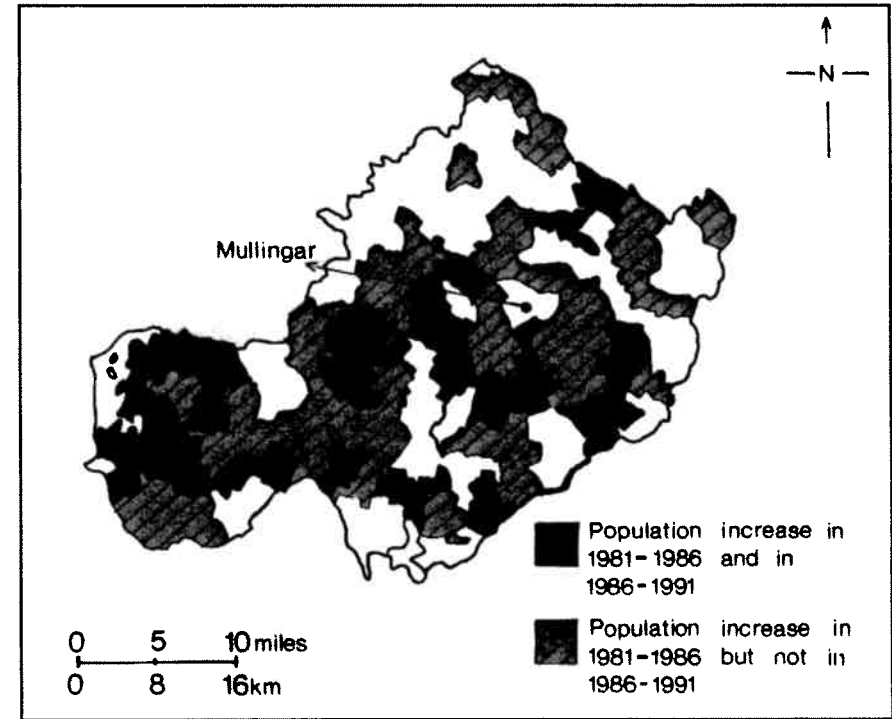 N
Mullingar
Population increase in
1981-1986 and in
1986-1991
Population increase in
1981-1986 but not in
1986-1991
0 5 10 miles
0 8 16km